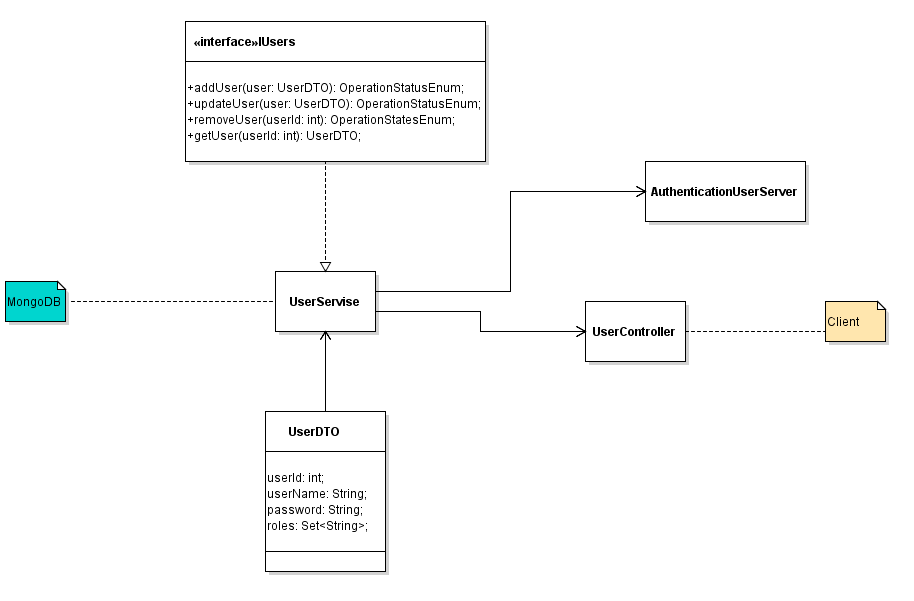 «interface»IUsers
+addUser(user: UserDTO): OperationStatusEnum;
+updateUser(user: UserDTO): OperationStatusEnum;
+removeUser(userId: int): OperationStatesEnum;
+getUser(userId: int): UserDTO;
AuthenticationUserServer
MongoDB
UserServise
UserController
Client
UserDTO
userId: int;
userName: String;
password: String;
roles: Set<String>;